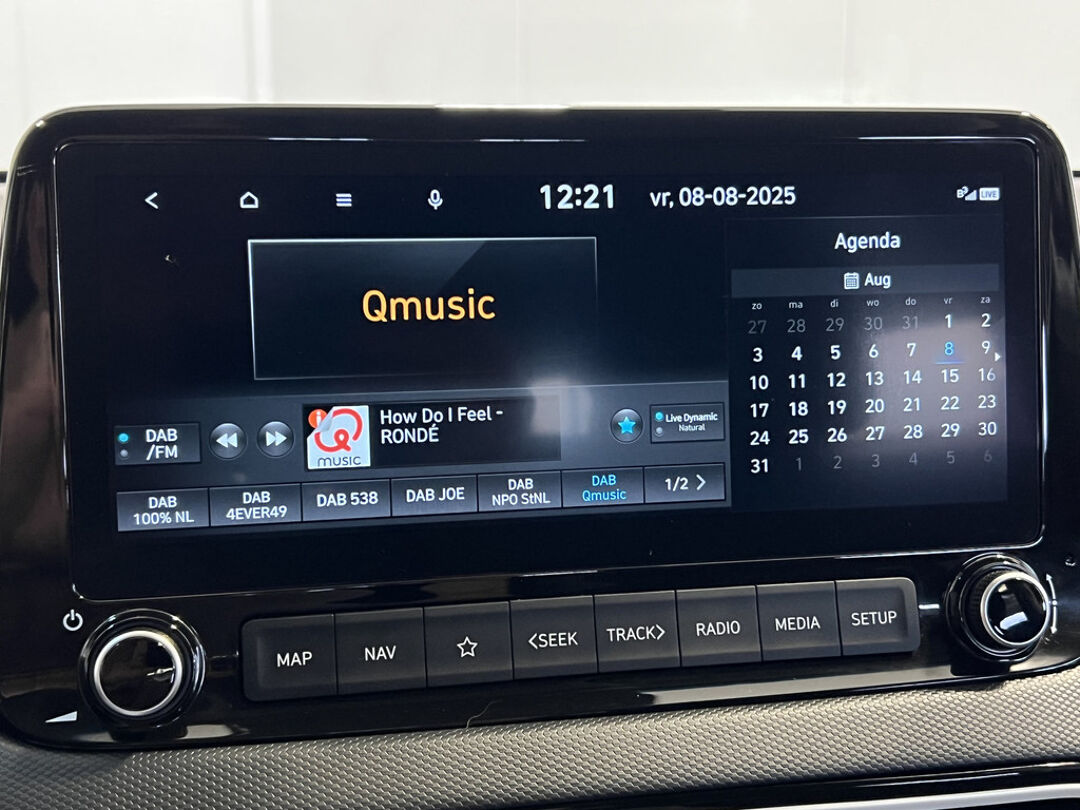 12:21 vr, 08-08-2025
B LIVE
Qmusic
Agenda
Aug
zo ma di wo do vr za
27 28 29 30 31 1 2
3 4 5 6 7 8 9
10 11 12 13 14 15 16
17 18 19 20 21 22 23
24 25 26 27 28 29 30
31 1 2 3 4 5 6
DAB
/FM
i
MUSIC
How Do I Feel -
RONDÉ
Live Dynamic
Natural
DAB
100% NL
DAB
4EVER49
DAB 538
DAB JOE
DAB
NPO StNL
DAB
Qmusic
1/2 >
MAP
NAV
<SEEK
TRACK>
RADIO
MEDIA
SETUP